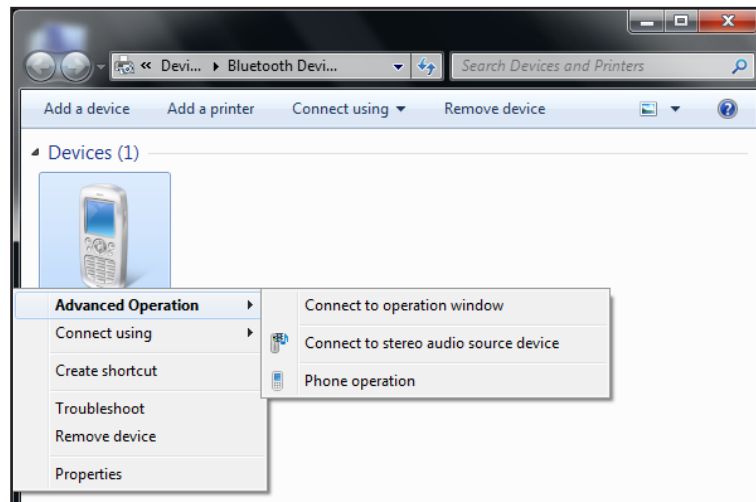 « Devi... ▸ Bluetooth Devi...
Search Devices and Printers
Add a device Add a printer Connect using Remove device
Devices (1)
Advanced Operation
Connect using
Create shortcut
Troubleshoot
Remove device
Properties
Connect to operation window
Connect to stereo audio source device
Phone operation